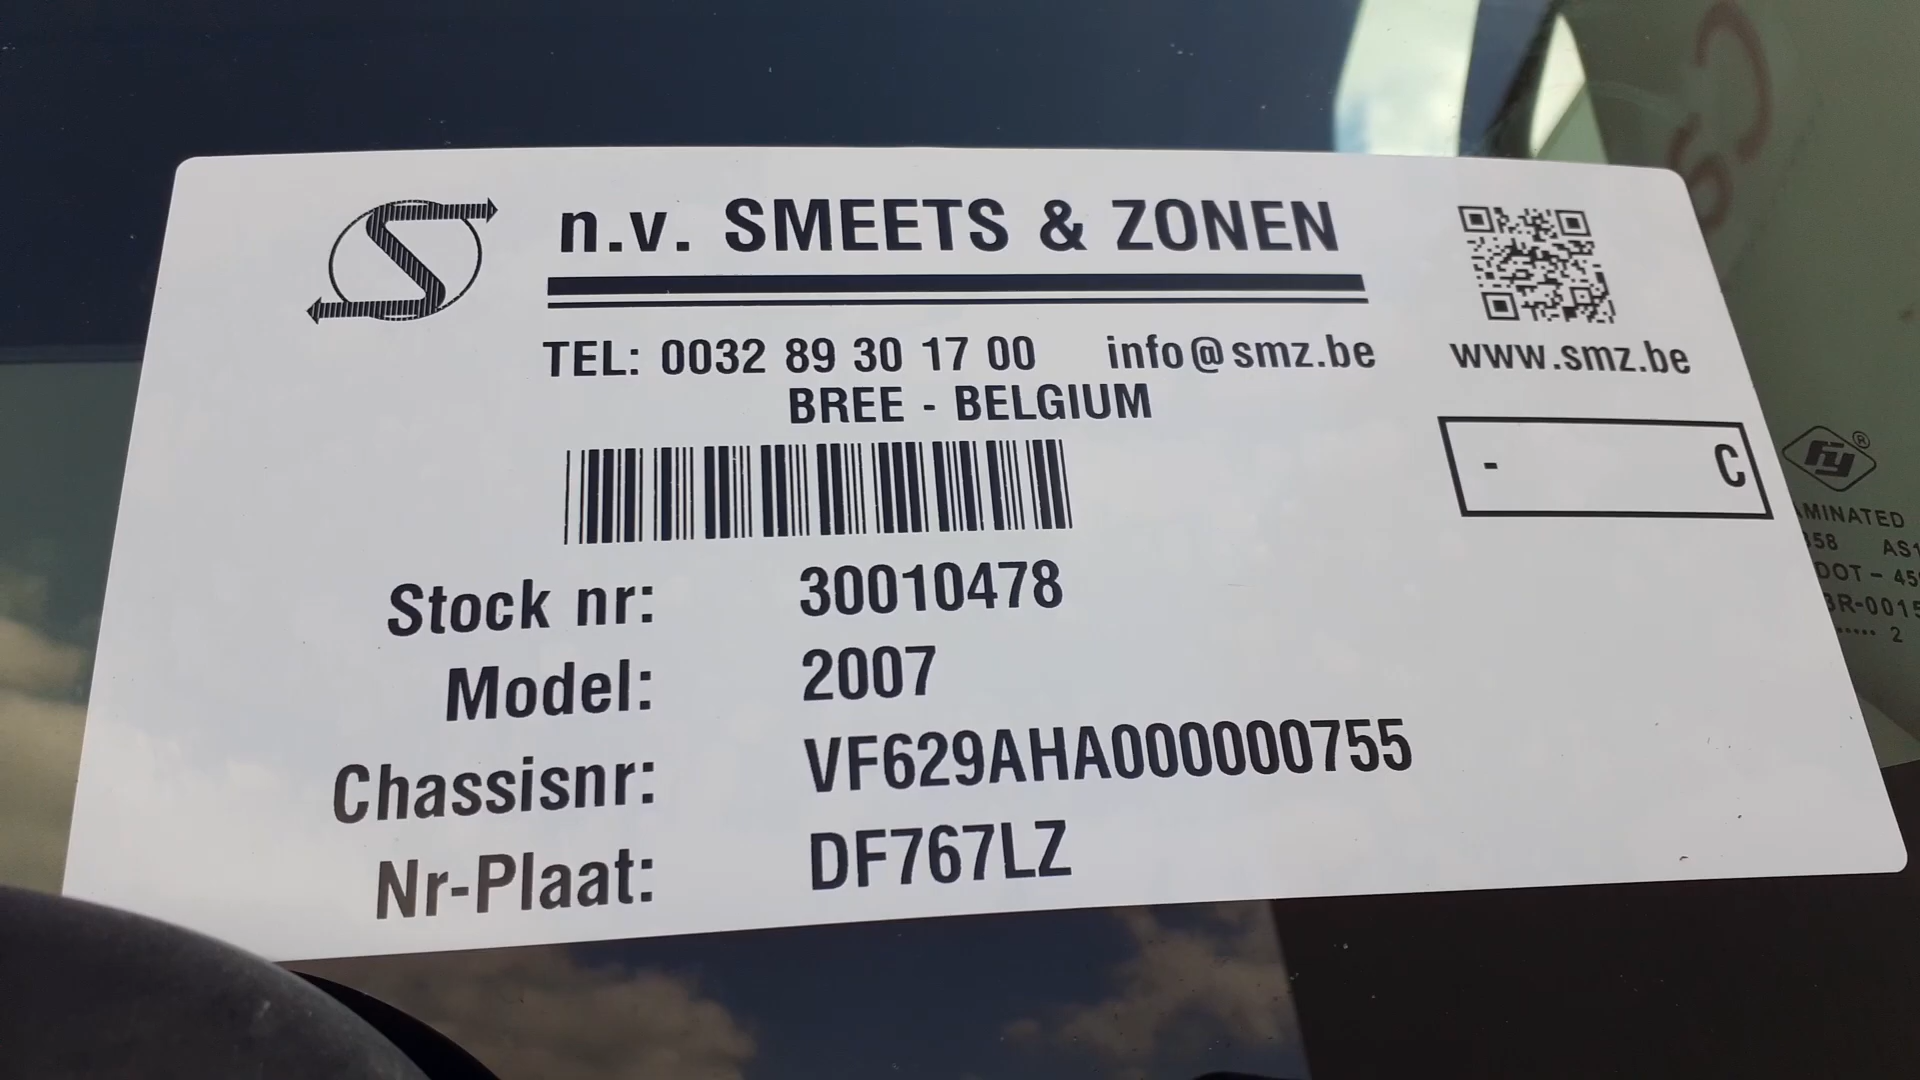 n.v. SMEETS & ZONEN
TEL: 0032 89 30 17 00 info@smz.be
www.smz.be
BREE - BELGIUM
- C
Stock nr: 30010478
Model: 2007
Chassisnr: VF629AHA000000755
Nr-Plaat: DF767LZ
fy®